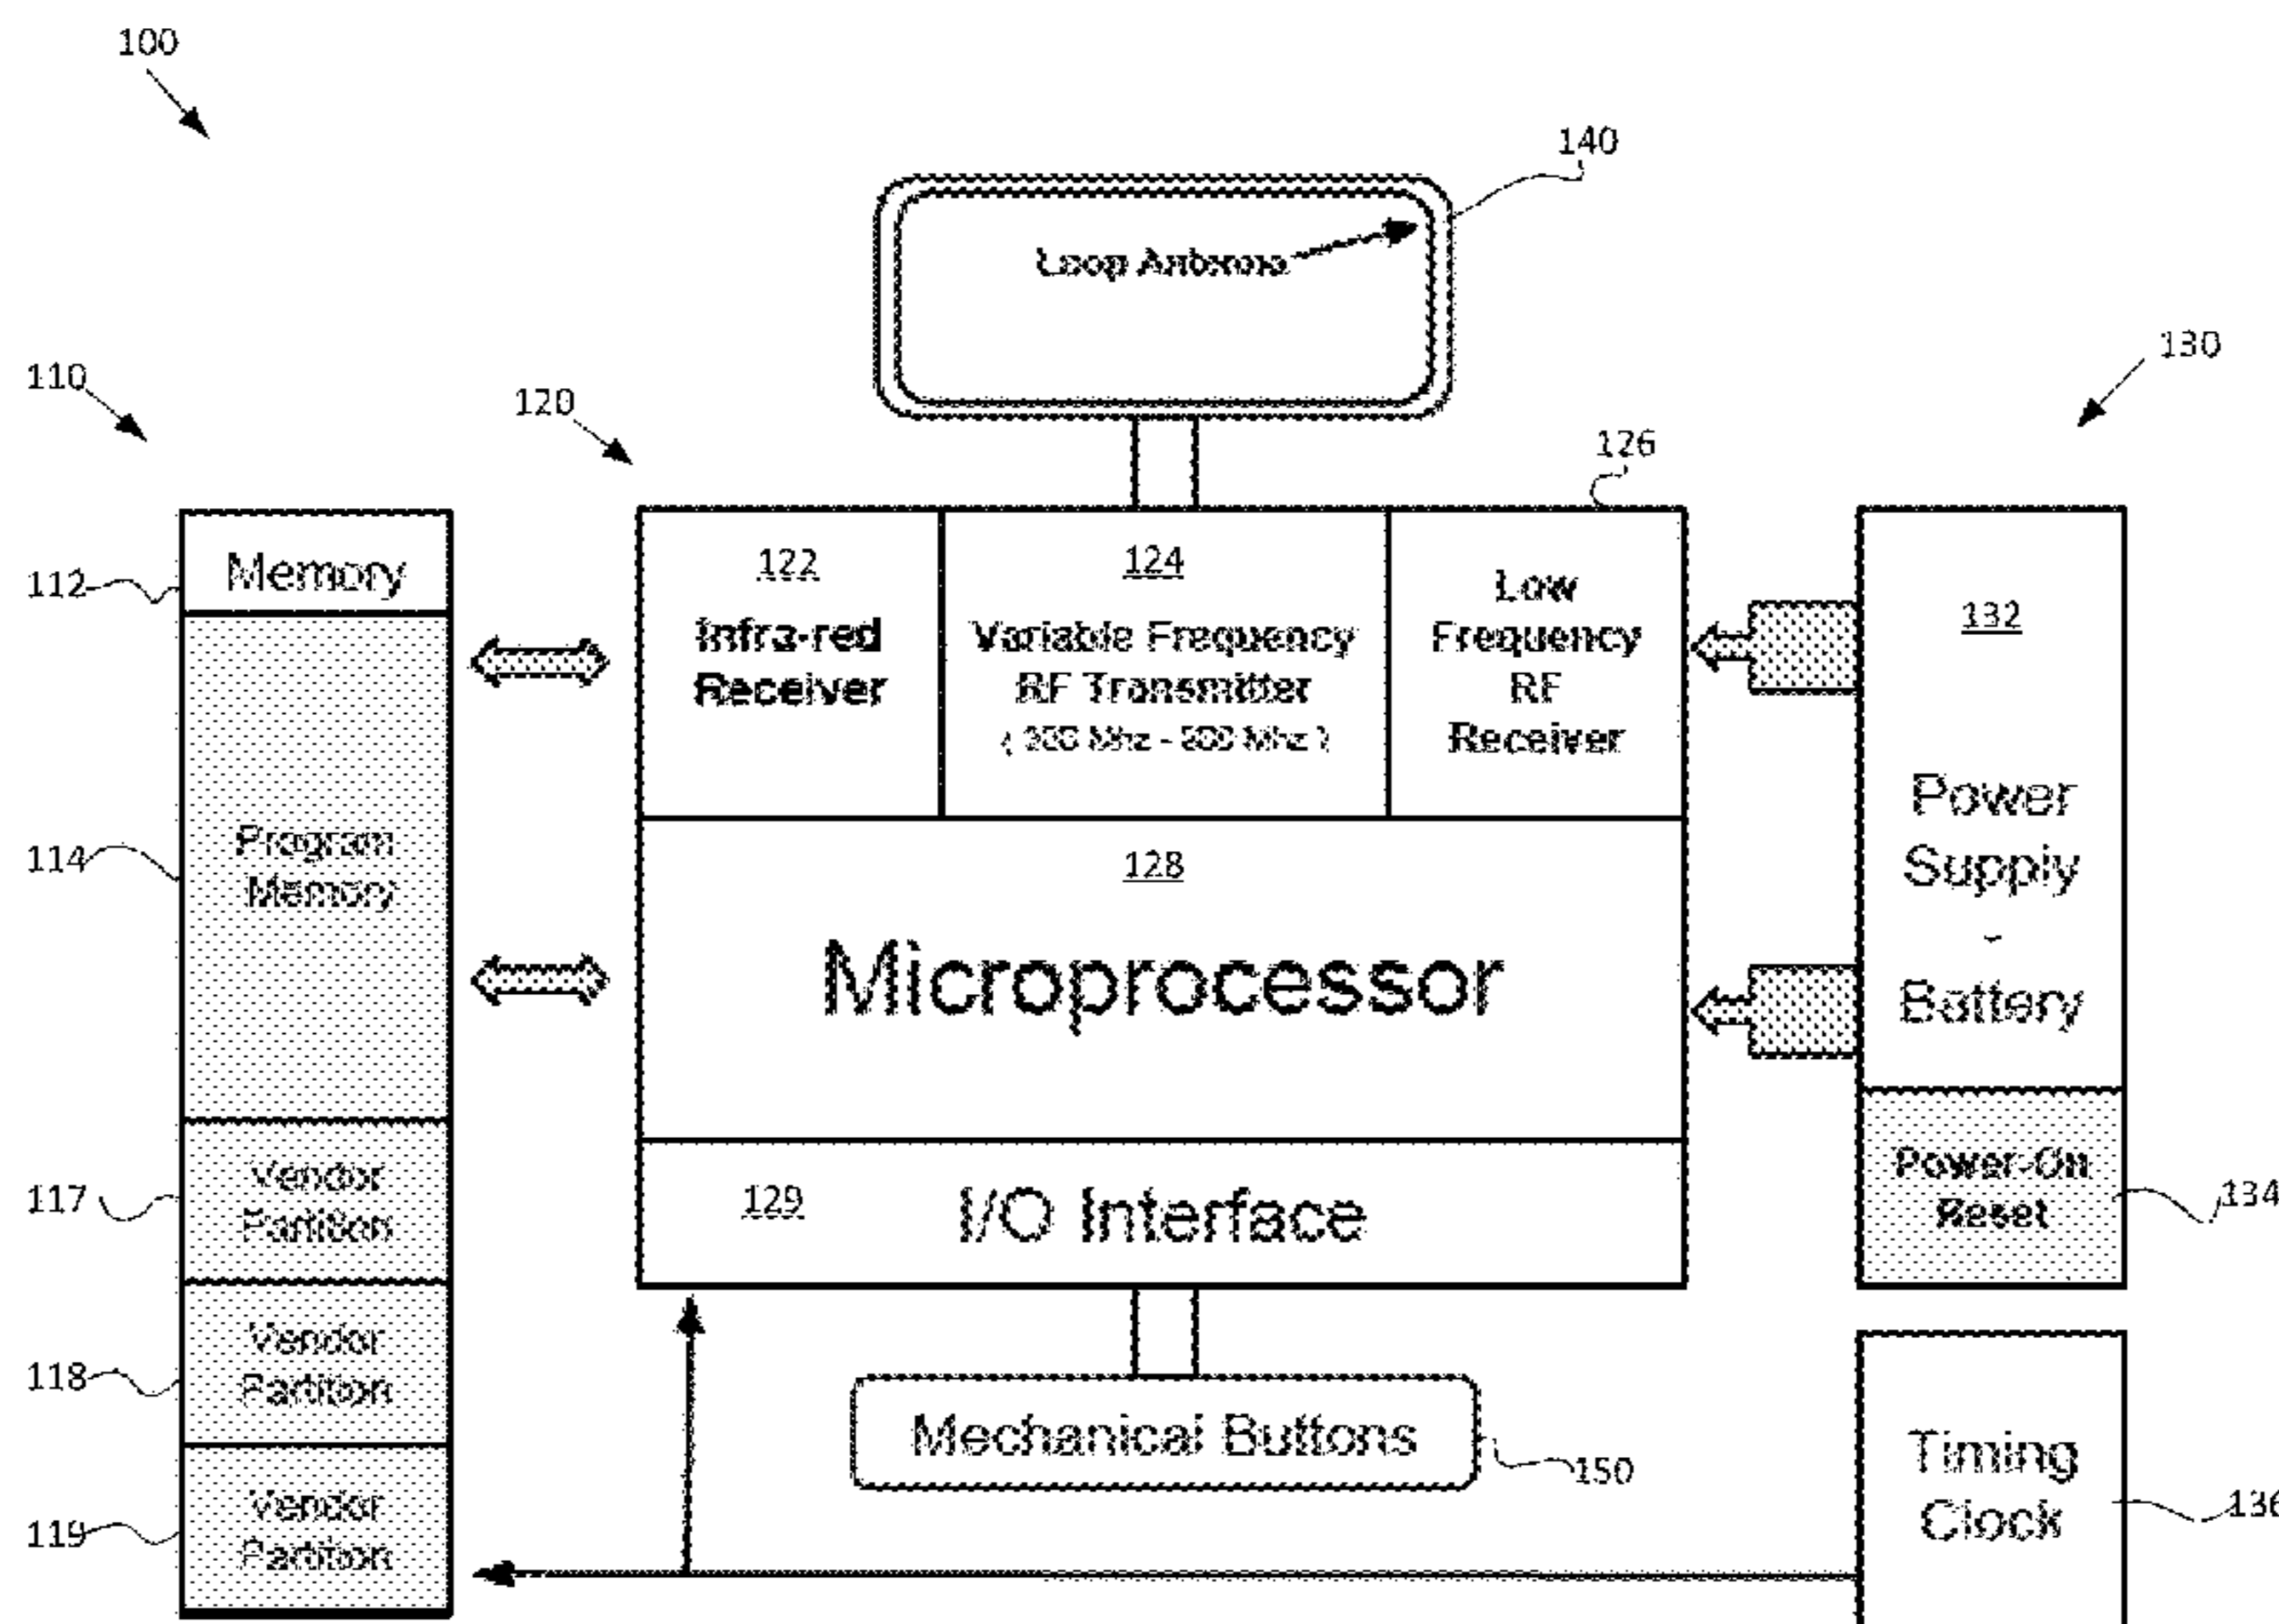 100
140
Loop Antenna
110
120
130
126
112
Memory
122
Infra-red
Receiver
124
Variable Frequency
RF Transmitter
Low
Frequency
RF
Receiver
132
Power
Supply
-
Battery
114
Program
Memory
128
Microprocessor
117
Vendor
Partition
129
I/O Interface
Power-On
Reset
134
118
Vendor
Partition
Mechanical Buttons
150
Timing
Clock
136
119
Vendor
Partition